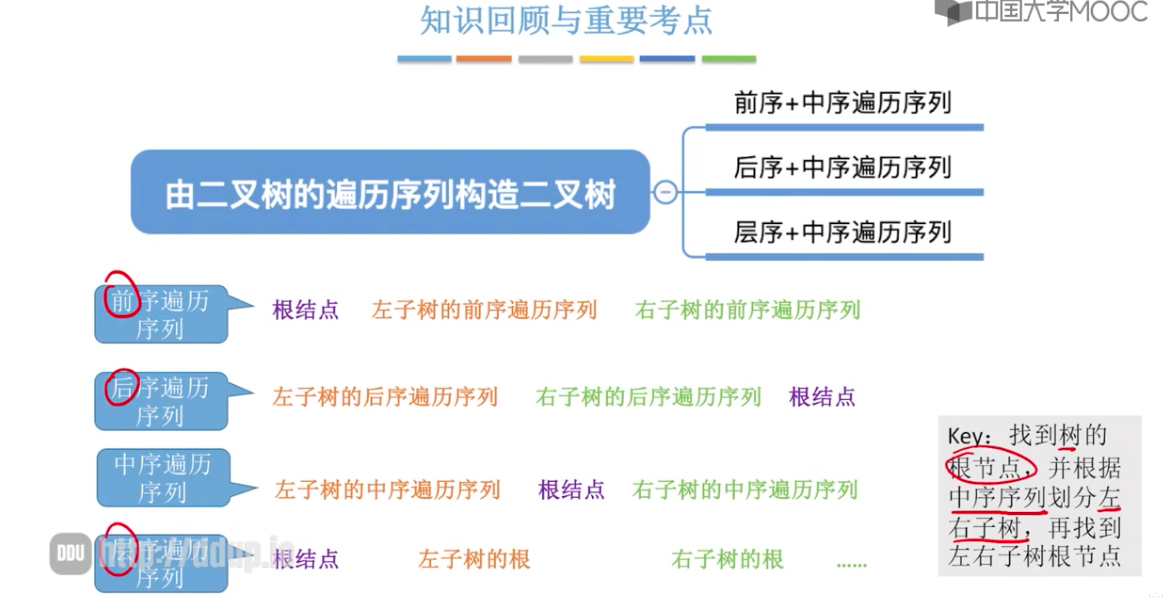 知识回顾与重要考点
中国大学MOOC
前序+中序遍历序列
由二叉树的遍历序列构造二叉树
后序+中序遍历序列
层序+中序遍历序列
前序遍历
序列
根结点 左子树的前序遍历序列 右子树的前序遍历序列
后序遍历
序列
左子树的后序遍历序列 右子树的后序遍历序列 根结点
中序遍历
序列
左子树的中序遍历序列 根结点 右子树的中序遍历序列
层序遍历
序列
根结点 左子树的根 右子树的根 ……
Key：找到树的
根节点，并根据
中序序列划分左
右子树，再找到
左右子树根节点
DDU